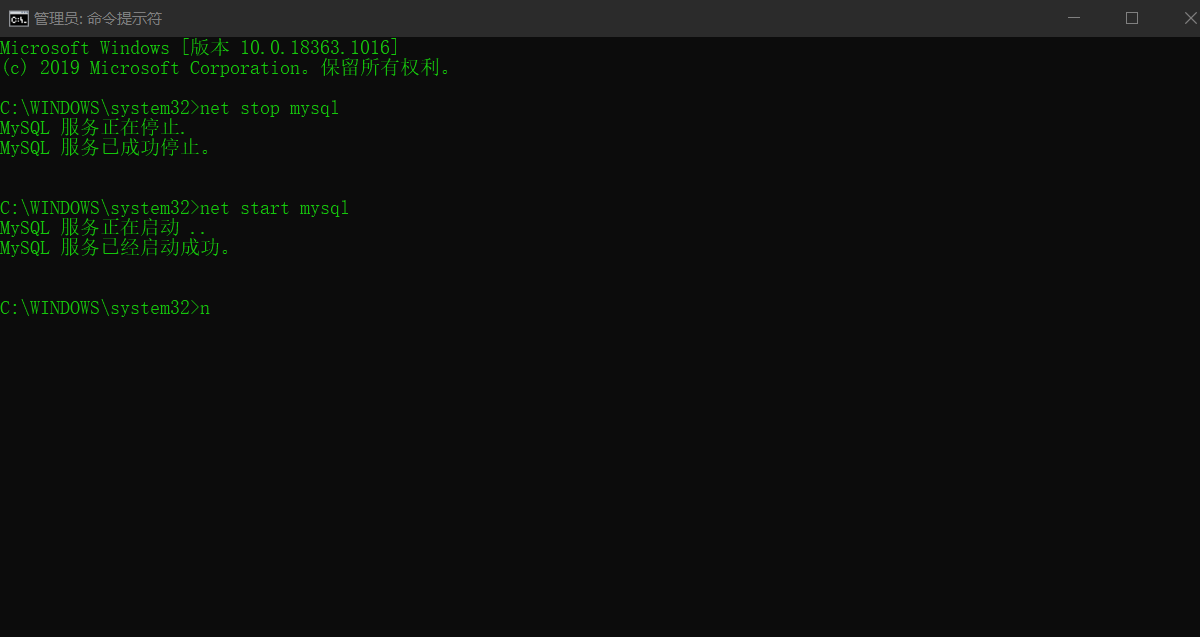 管理员: 命令提示符
Microsoft Windows [版本 10.0.18363.1016]
(c) 2019 Microsoft Corporation。保留所有权利。
C:\WINDOWS\system32>net stop mysql
MySQL 服务正在停止.
MySQL 服务已成功停止。
C:\WINDOWS\system32>net start mysql
MySQL 服务正在启动 ..
MySQL 服务已经启动成功。
C:\WINDOWS\system32>n